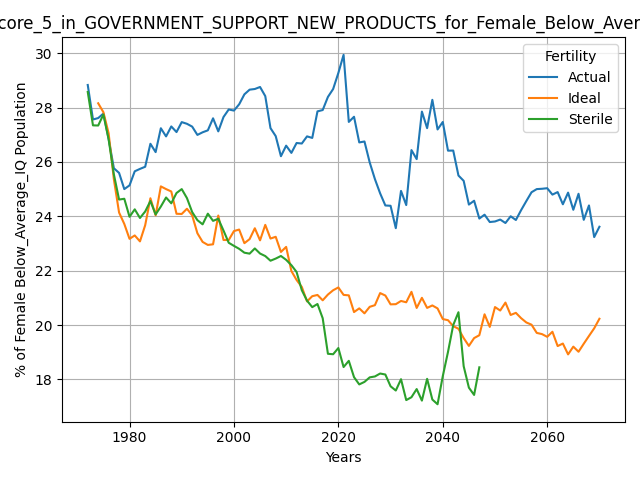 core_5_in_GOVERNMENT_SUPPORT_NEW_PRODUCTS_for_Female_Below_Aver
Fertility
Actual
Ideal
Sterile
% of Female Below_Average_IQ Population
30
28
26
24
22
20
18
1980
2000
2020
2040
2060
Years